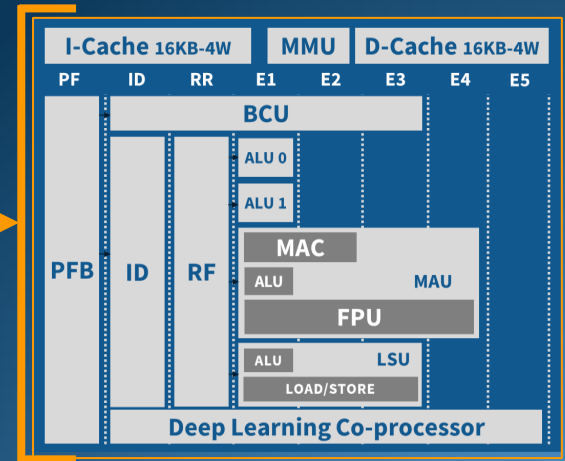 I-Cache 16KB-4W MMU D-Cache 16KB-4W
PF ID RR E1 E2 E3 E4 E5
BCU
ALU 0
ALU 1
MAC
PFB ID RF ALU MAU
FPU
ALU LSU
LOAD/STORE
Deep Learning Co-processor